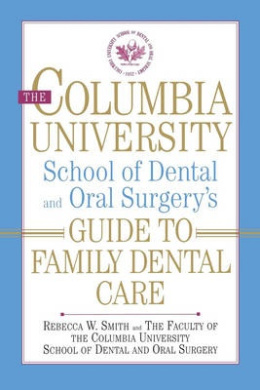 THE
COLUMBIA
UNIVERSITY
School of Dental
and Oral Surgery's
GUIDE TO
FAMILY DENTAL
CARE
REBECCA W. SMITH and THE FACULTY OF
THE COLUMBIA UNIVERSITY
SCHOOL OF DENTAL AND ORAL SURGERY